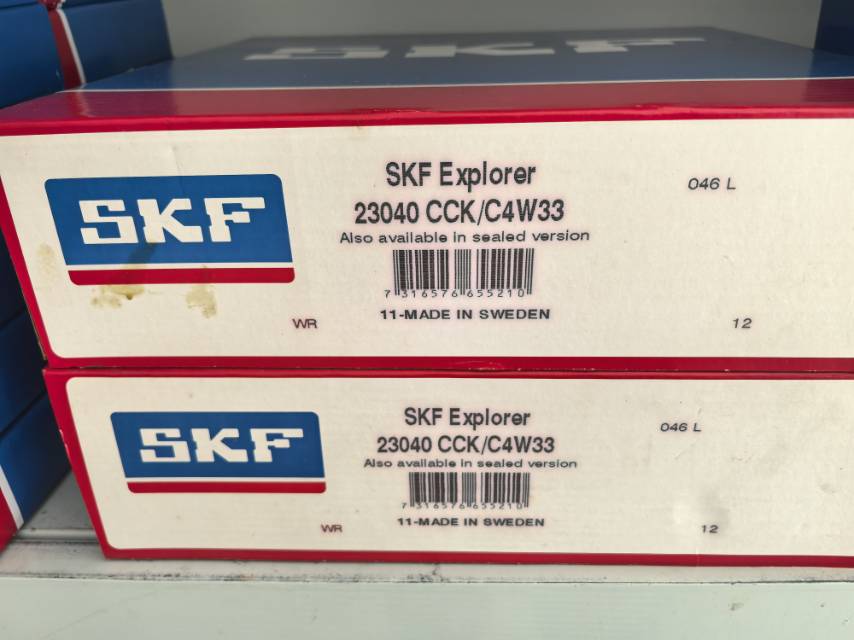 SKF
SKF
SKF Explorer
046 L
23040 CCK/C4W33
Also available in sealed version
7 316576 655210
11-MADE IN SWEDEN
WR
12
SKF
SKF Explorer
046 L
23040 CCK/C4W33
Also available in sealed version
7 316576 655210
11-MADE IN SWEDEN
WR
12